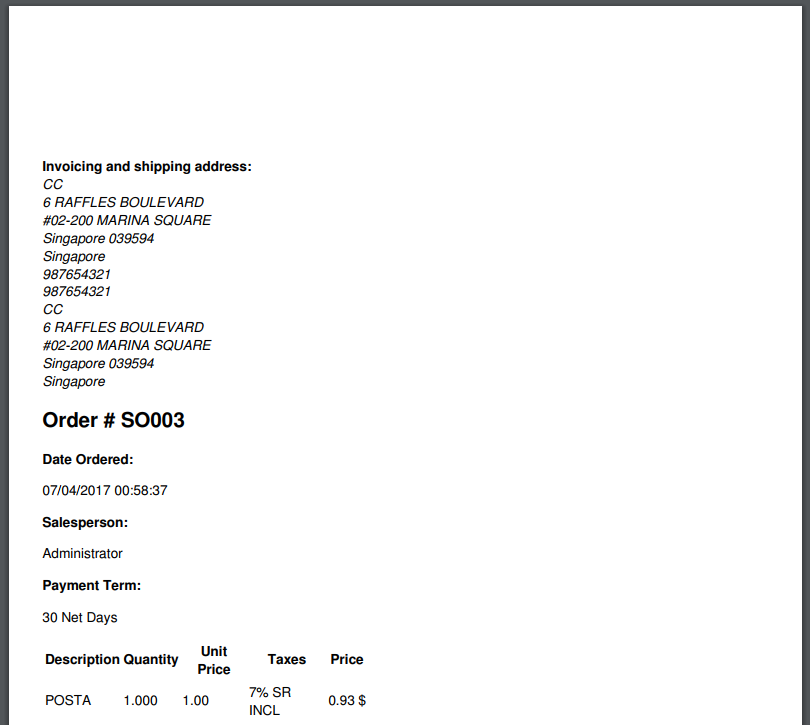 Invoicing and shipping address:
CC
6 RAFFLES BOULEVARD
#02-200 MARINA SQUARE
Singapore 039594
Singapore
987654321
987654321
CC
6 RAFFLES BOULEVARD
#02-200 MARINA SQUARE
Singapore 039594
Singapore
Order # SO003
Date Ordered:
07/04/2017 00:58:37
Salesperson:
Administrator
Payment Term:
30 Net Days
Description Quantity Unit Price Taxes Price
POSTA 1.000 1.00 7% SR INCL 0.93 $